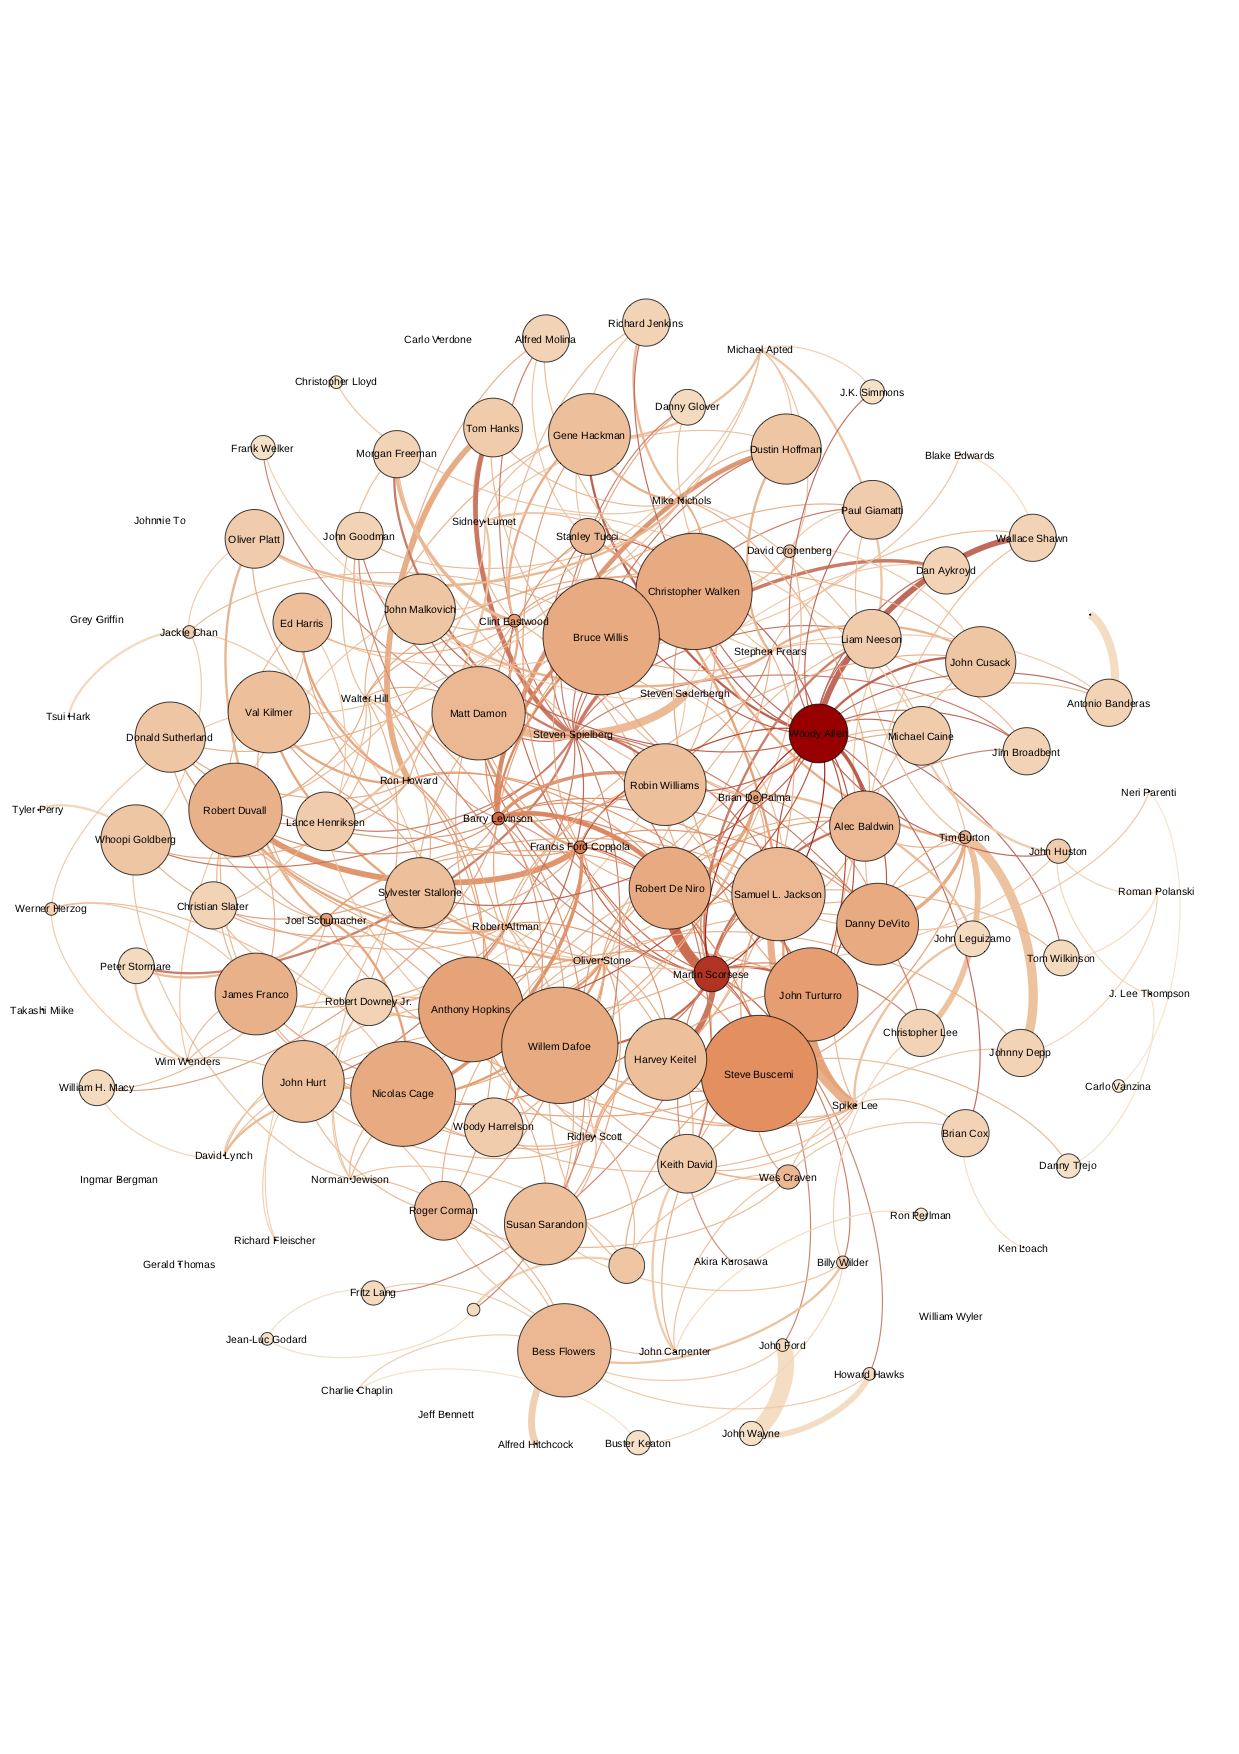 Richard Jenkins
Carlo Verdone
Alfred Molina
Michael Apted
Christopher Lloyd
J.K. Simmons
Danny Glover
Tom Hanks
Gene Hackman
Frank Welker
Morgan Freeman
Dustin Hoffman
Blake Edwards
Mike Nichols
Paul Giamatti
Johnnie To
Sidney Lumet
Oliver Platt
John Goodman
Stanley Tucci
Wallace Shawn
David Cronenberg
Dan Aykroyd
Christopher Walken
John Malkovich
Grey Griffin
Ed Harris
Clint Eastwood
Jackie Chan
Bruce Willis
Liam Neeson
Stephen Frears
John Cusack
Steven Soderbergh
Walter Hill
Antonio Banderas
Val Kilmer
Matt Damon
Tsui Hark
Donald Sutherland
Steven Spielberg
Woody Allen
Michael Caine
Jim Broadbent
Ron Howard
Robin Williams
Neri Parenti
Brian De Palma
Tyler Perry
Robert Duvall
Barry Levinson
Lance Henriksen
Alec Baldwin
Whoopi Goldberg
Tim Burton
Francis Ford Coppola
John Huston
Robert De Niro
Roman Polanski
Sylvester Stallone
Samuel L. Jackson
Christian Slater
Werner Herzog
Joel Schumacher
Danny DeVito
Robert Altman
John Leguizamo
Tom Wilkinson
Oliver Stone
Peter Stormare
Martin Scorsese
James Franco
J. Lee Thompson
John Turturro
Robert Downey Jr.
Takashi Miike
Anthony Hopkins
Christopher Lee
Willem Dafoe
Johnny Depp
Harvey Keitel
Wim Wenders
Steve Buscemi
John Hurt
William H. Macy
Carlo Vanzina
Nicolas Cage
Spike Lee
Woody Harrelson
Brian Cox
Ridley Scott
David Lynch
Keith David
Danny Trejo
Wes Craven
Ingmar Bergman
Norman Jewison
Roger Corman
Ron Perlman
Susan Sarandon
Richard Fleischer
Ken Loach
Akira Kurosawa
Billy Wilder
Gerald Thomas
Fritz Lang
William Wyler
Jean-Luc Godard
John Ford
Bess Flowers
John Carpenter
Howard Hawks
Charlie Chaplin
Jeff Bennett
John Wayne
Alfred Hitchcock
Buster Keaton